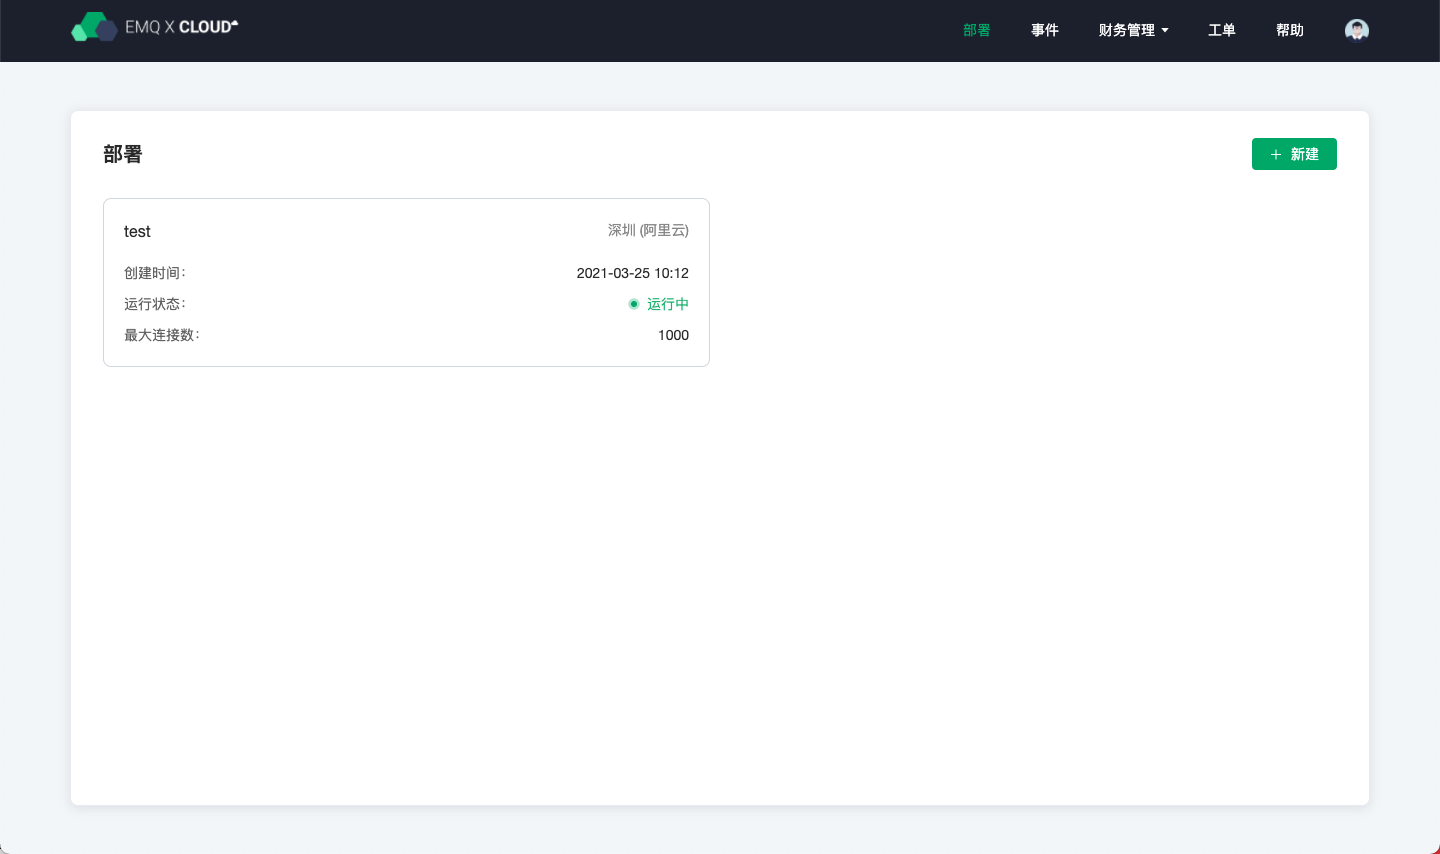 EMQ X CLOUD
部署
事件
财务管理
工单
帮助
部署
+ 新建
test
深圳 (阿里云)
创建时间:
2021-03-25 10:12
运行状态:
运行中
最大连接数:
1000